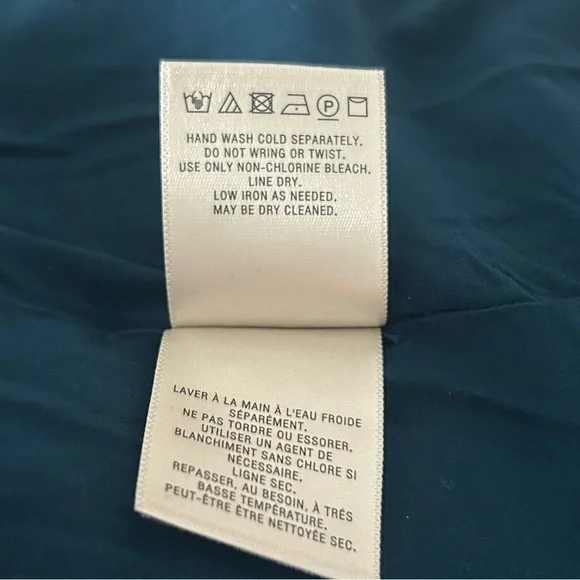 P
HAND WASH COLD SEPARATELY.
DO NOT WRING OR TWIST.
USE ONLY NON-CHLORINE BLEACH.
LINE DRY.
LOW IRON AS NEEDED.
MAY BE DRY CLEANED.
LAVER À LA MAIN À L'EAU FROIDE
SÉPARÉMENT.
NE PAS TORDRE OU ESSORER.
UTILISER UN AGENT DE
BLANCHIMENT SANS CHLORE SI
NÉCESSAIRE.
LIGNE SEC.
REPASSER, AU BESOIN, À TRÉS
BASSE TEMPÉRATURE.
PEUT-ÊTRE ÊTRE NETTOYÉE SEC.